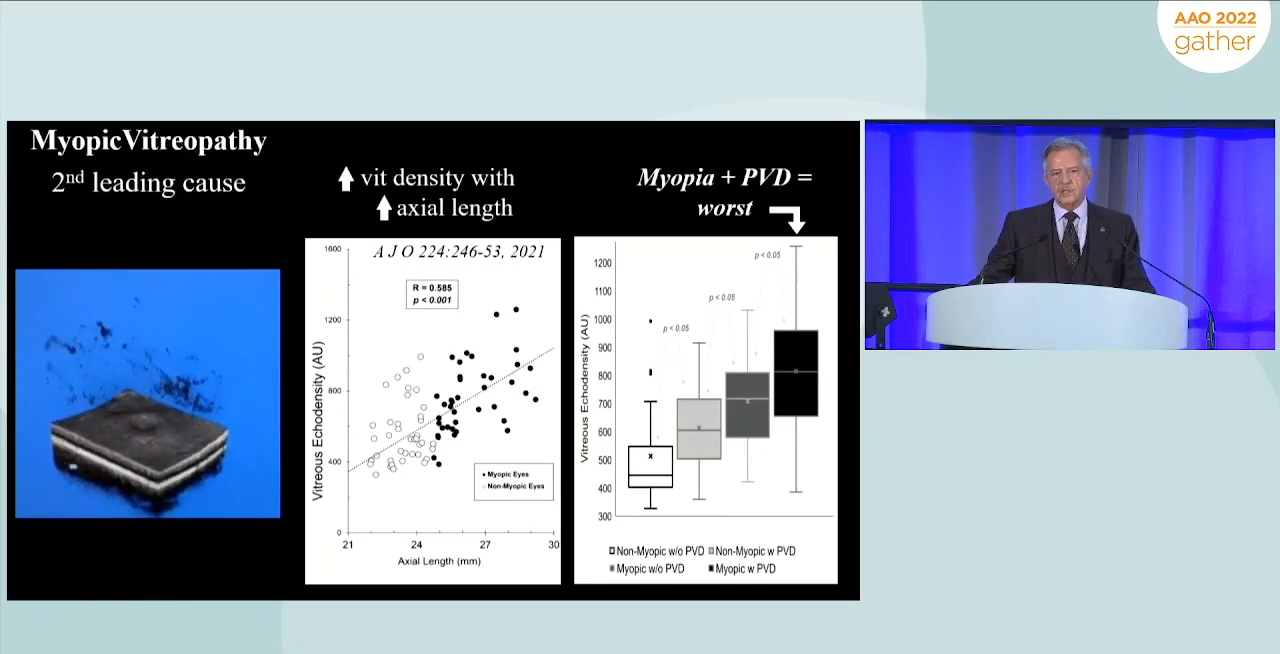 AAO 2022
gather
MyopicVitreopathy
2nd leading cause
vit density with
axial length
Myopia + PVD =
worst
A J O 224:246-53, 2021
R = 0.585
p < 0.001
1600
1200
800
400
0
Vitreous Echodensity (AU)
Myopic Eyes
Non-Myopic Eyes
21
24
27
30
Axial Length (mm)
1200
1100
1000
900
800
700
600
500
400
300
Vitreous Echodensity (AU)
p < 0.05
p < 0.05
p < 0.05
Non-Myopic w/o PVD Non-Myopic w PVD
Myopic w/o PVD Myopic w PVD